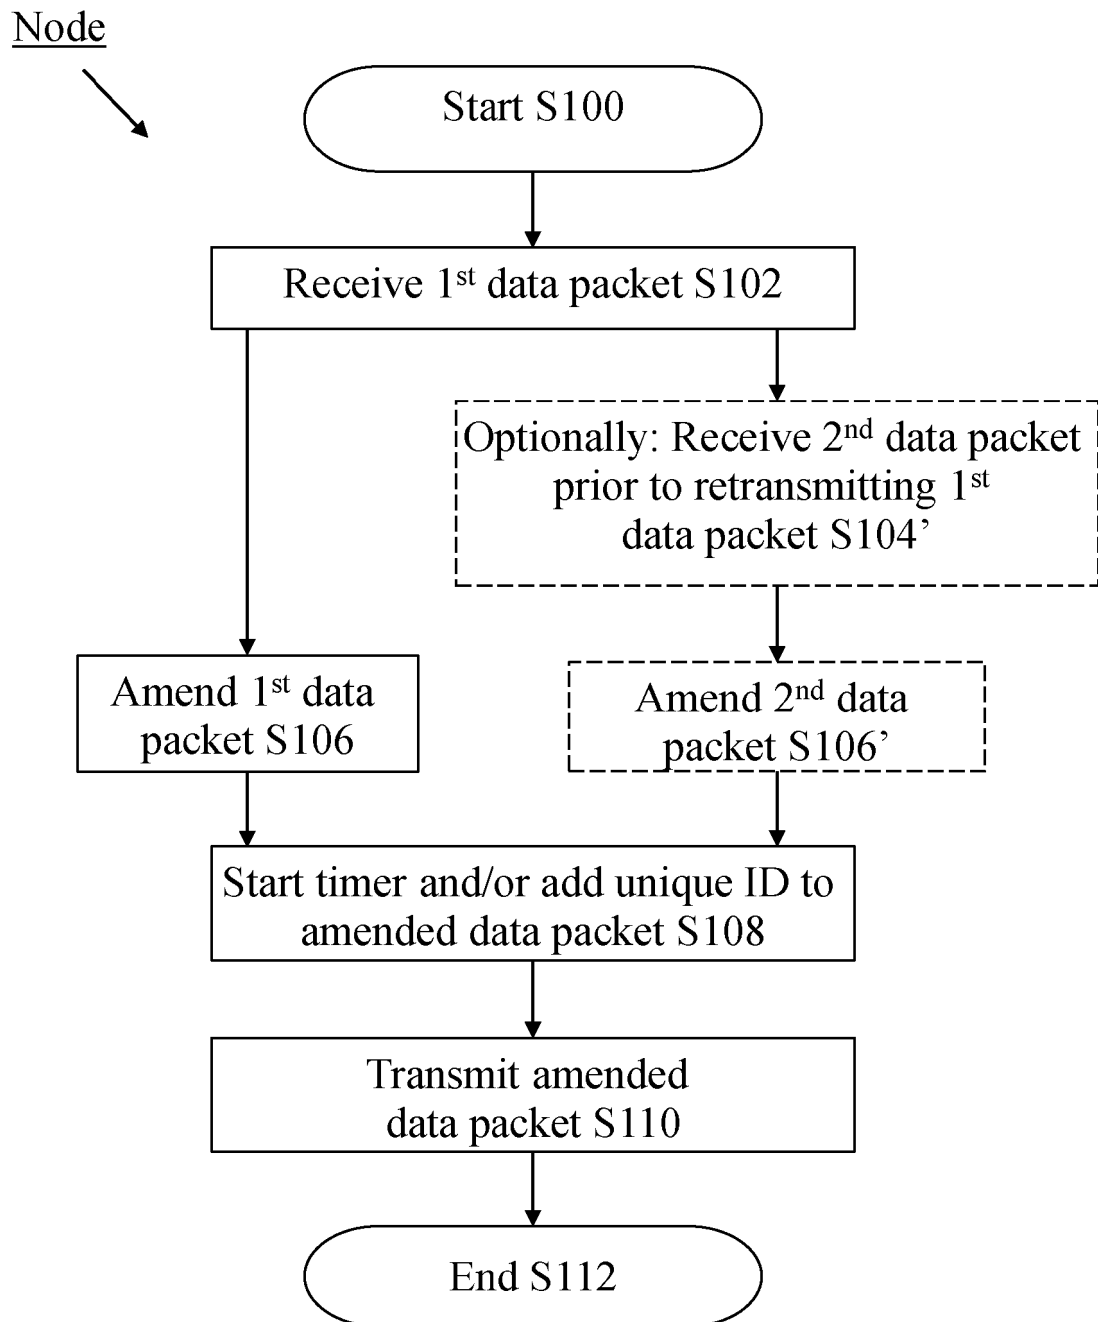 Node
Start S100
Receive 1st data packet S102
Optionally: Receive 2nd data packet
prior to retransmitting 1st
data packet S104’
Amend 1st data
packet S106
Amend 2nd data
packet S106’
Start timer and/or add unique ID to
amended data packet S108
Transmit amended
data packet S110
End S112